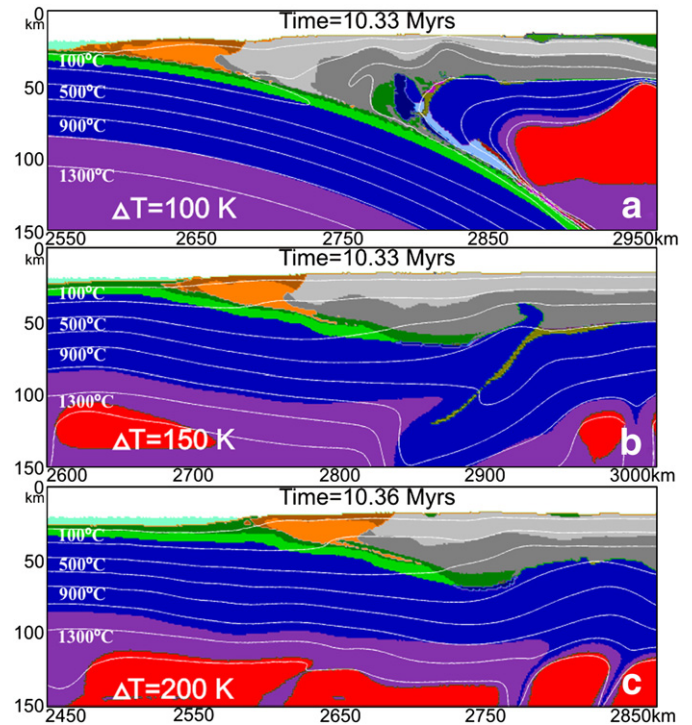 0
km
Time=10.33 Myrs
100°C
50
500°C
900°C
100
1300°C
ΔT=100 K
a
150
2550
2650
2750
2850
2950km
0
km
Time=10.33 Myrs
100°C
50
500°C
900°C
100
1300°C
ΔT=150 K
b
150
2600
2700
2800
2900
3000km
0
km
Time=10.36 Myrs
100°C
50
500°C
900°C
100
1300°C
ΔT=200 K
c
150
2450
2550
2650
2750
2850km